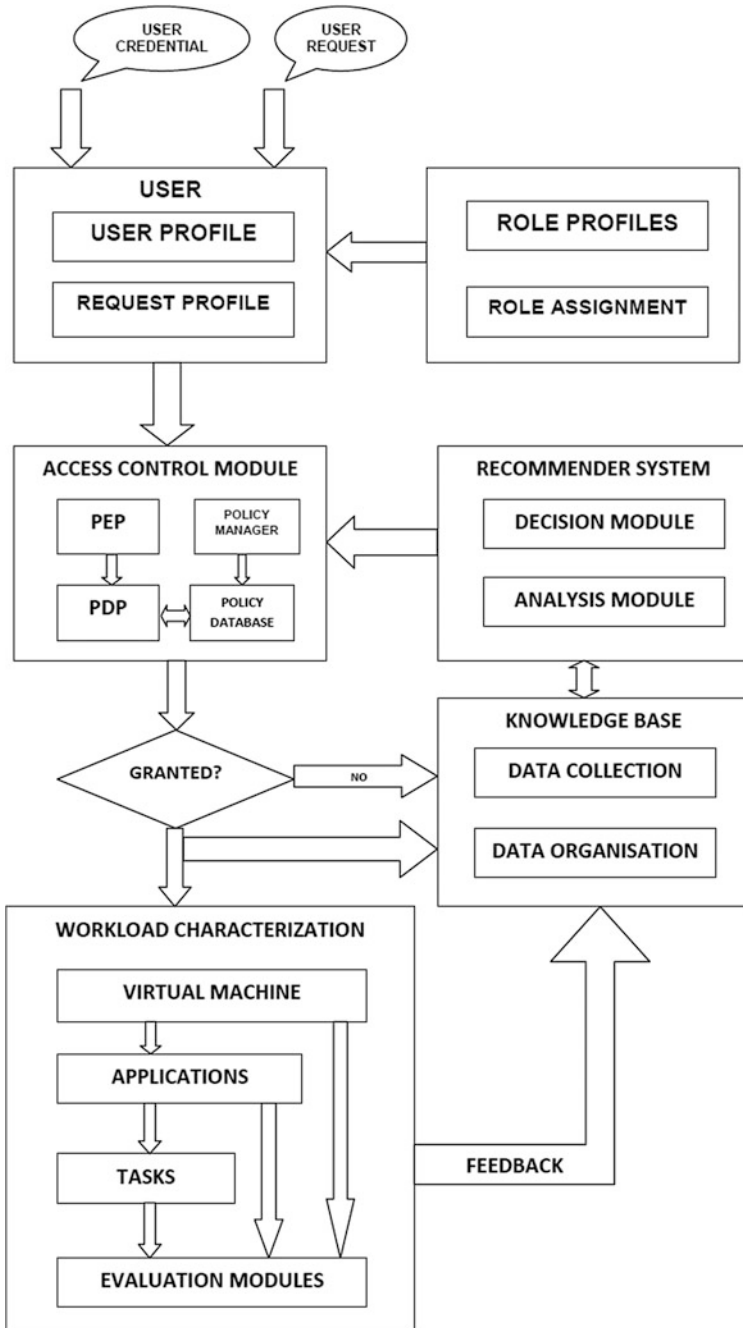 USER
CREDENTIAL
USER
REQUEST
USER
USER PROFILE
REQUEST PROFILE
ROLE PROFILES
ROLE ASSIGNMENT
ACCESS CONTROL MODULE
PEP
POLICY
MANAGER
PDP
POLICY
DATABASE
RECOMMENDER SYSTEM
DECISION MODULE
ANALYSIS MODULE
GRANTED?
NO
KNOWLEDGE BASE
DATA COLLECTION
DATA ORGANISATION
WORKLOAD CHARACTERIZATION
VIRTUAL MACHINE
APPLICATIONS
TASKS
EVALUATION MODULES
FEEDBACK